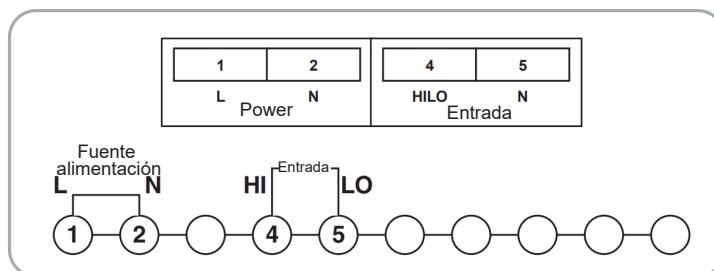 1 2 4 5
L N HILO N
Power Entrada
Fuente
alimentación
L N HI Entrada LO
1 2 4 5